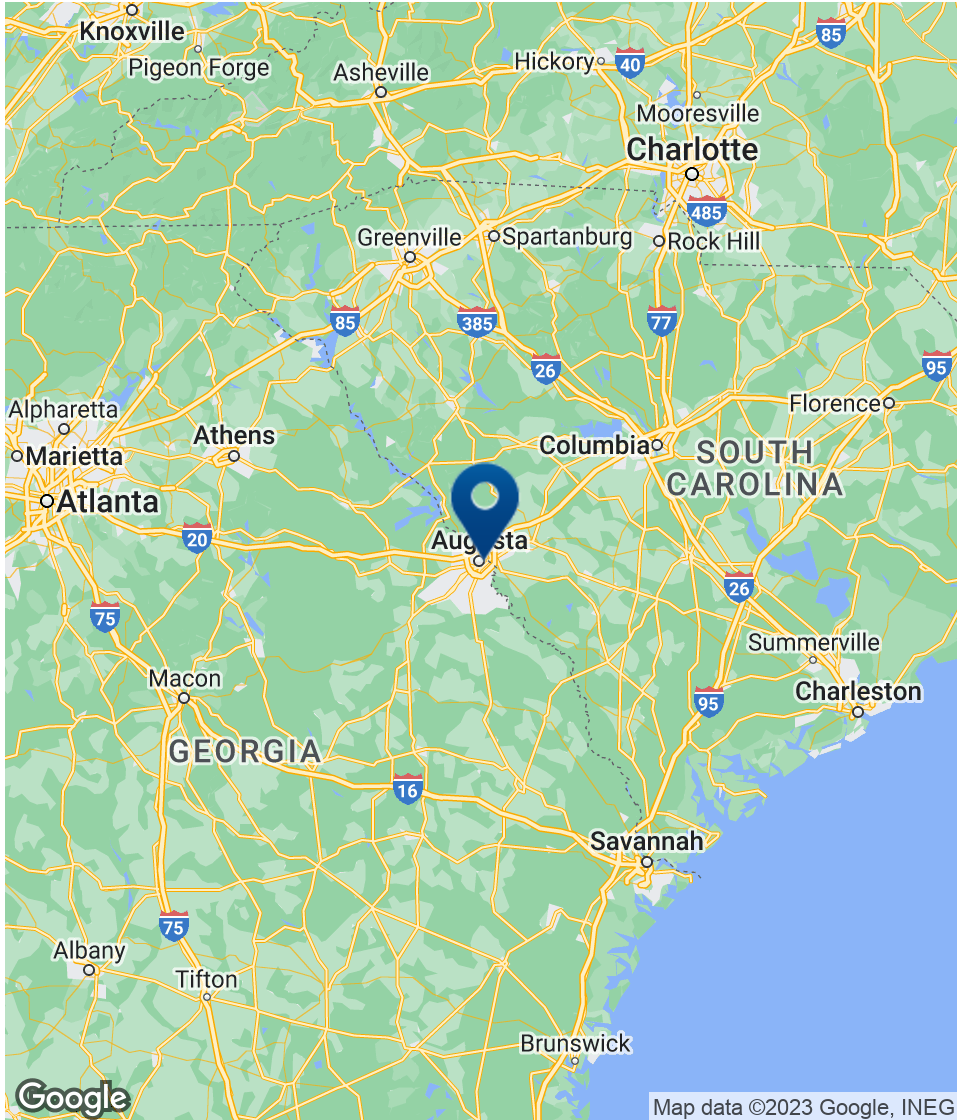 Knoxville
85
Pigeon Forge
Hickory
40
Asheville
Mooresville
Charlotte
485
Greenville
Spartanburg
Rock Hill
85
385
77
26
95
Alpharetta
Florence
Athens
Columbia
Marietta
SOUTH
CAROLINA
Atlanta
20
Augusta
26
75
Summerville
Macon
Charleston
95
GEORGIA
16
Savannah
75
Albany
Tifton
Brunswick
Google
Map data ©2023 Google, INEG